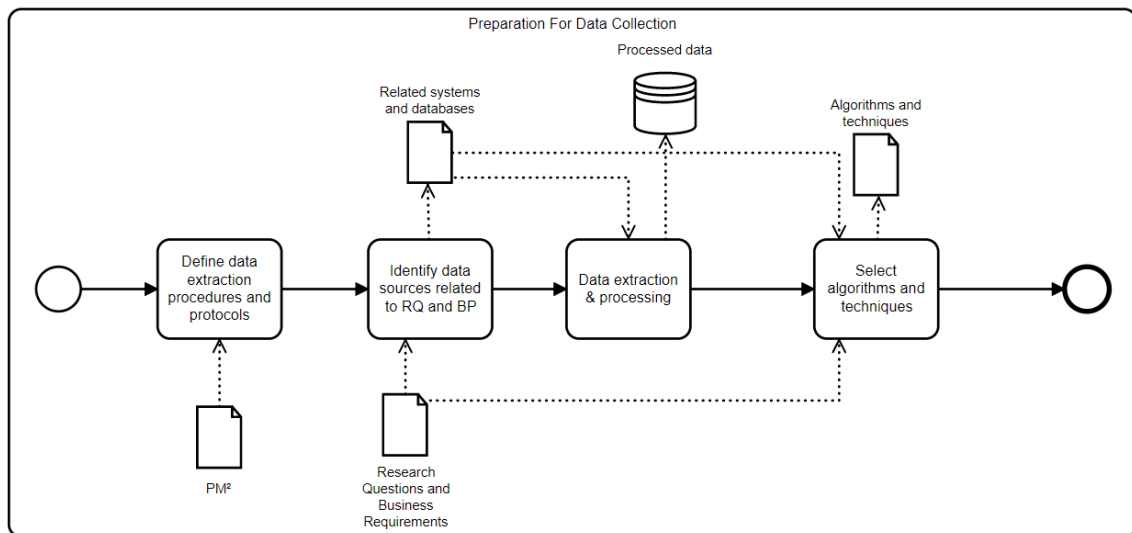 Preparation For Data Collection
Processed data
Related systems
and databases
Algorithms and
techniques
Define data
extraction
procedures and
protocols
Identify data
sources related
to RQ and BP
Data extraction
& processing
Select
algorithms and
techniques
PM²
Research
Questions and
Business
Requirements